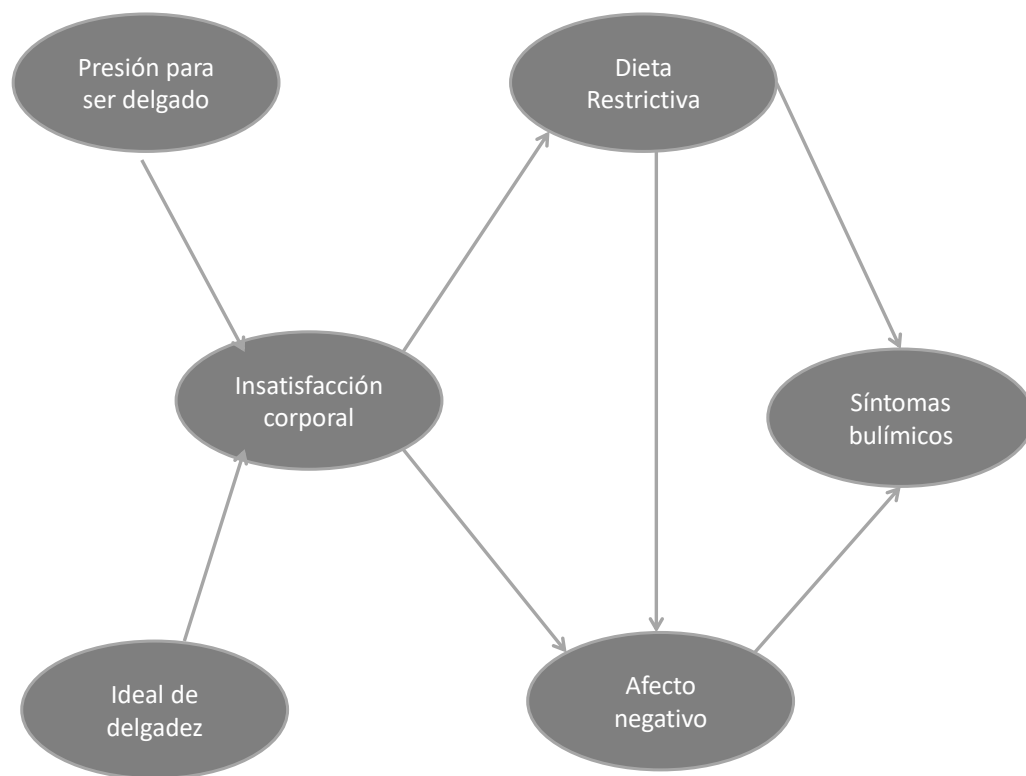 Presión para
ser delgado
Dieta
Restrictiva
Insatisfacción
corporal
Síntomas
bulímicos
Ideal de
delgadez
Afecto
negativo